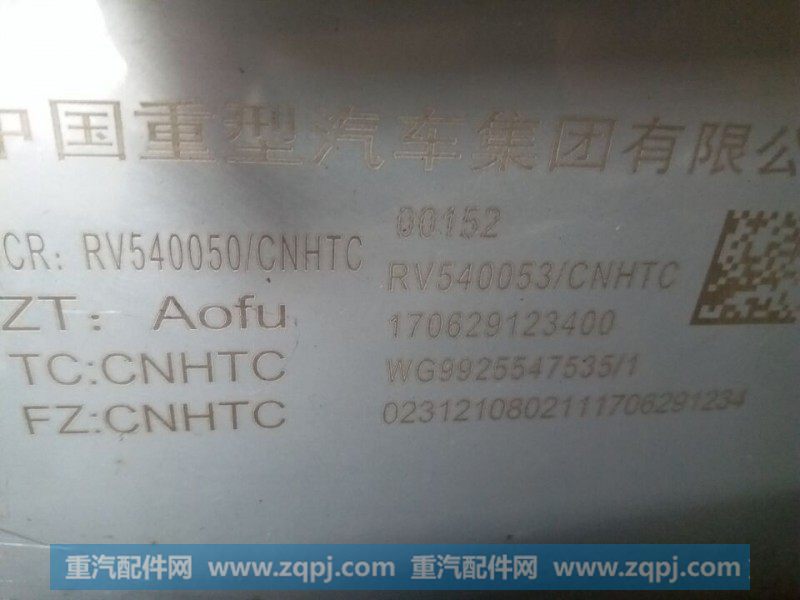 中国重型汽车集团有限公
CR: RV540050/CNHTC
00152
RV540053/CNHTC
ZT: Aofu
170629123400
TC:CNHTC
WG9925547535/1
FZ:CNHTC
0231210802111706291234
重汽配件网 www.zqpj.com 重汽配件网 www.zqpj.com